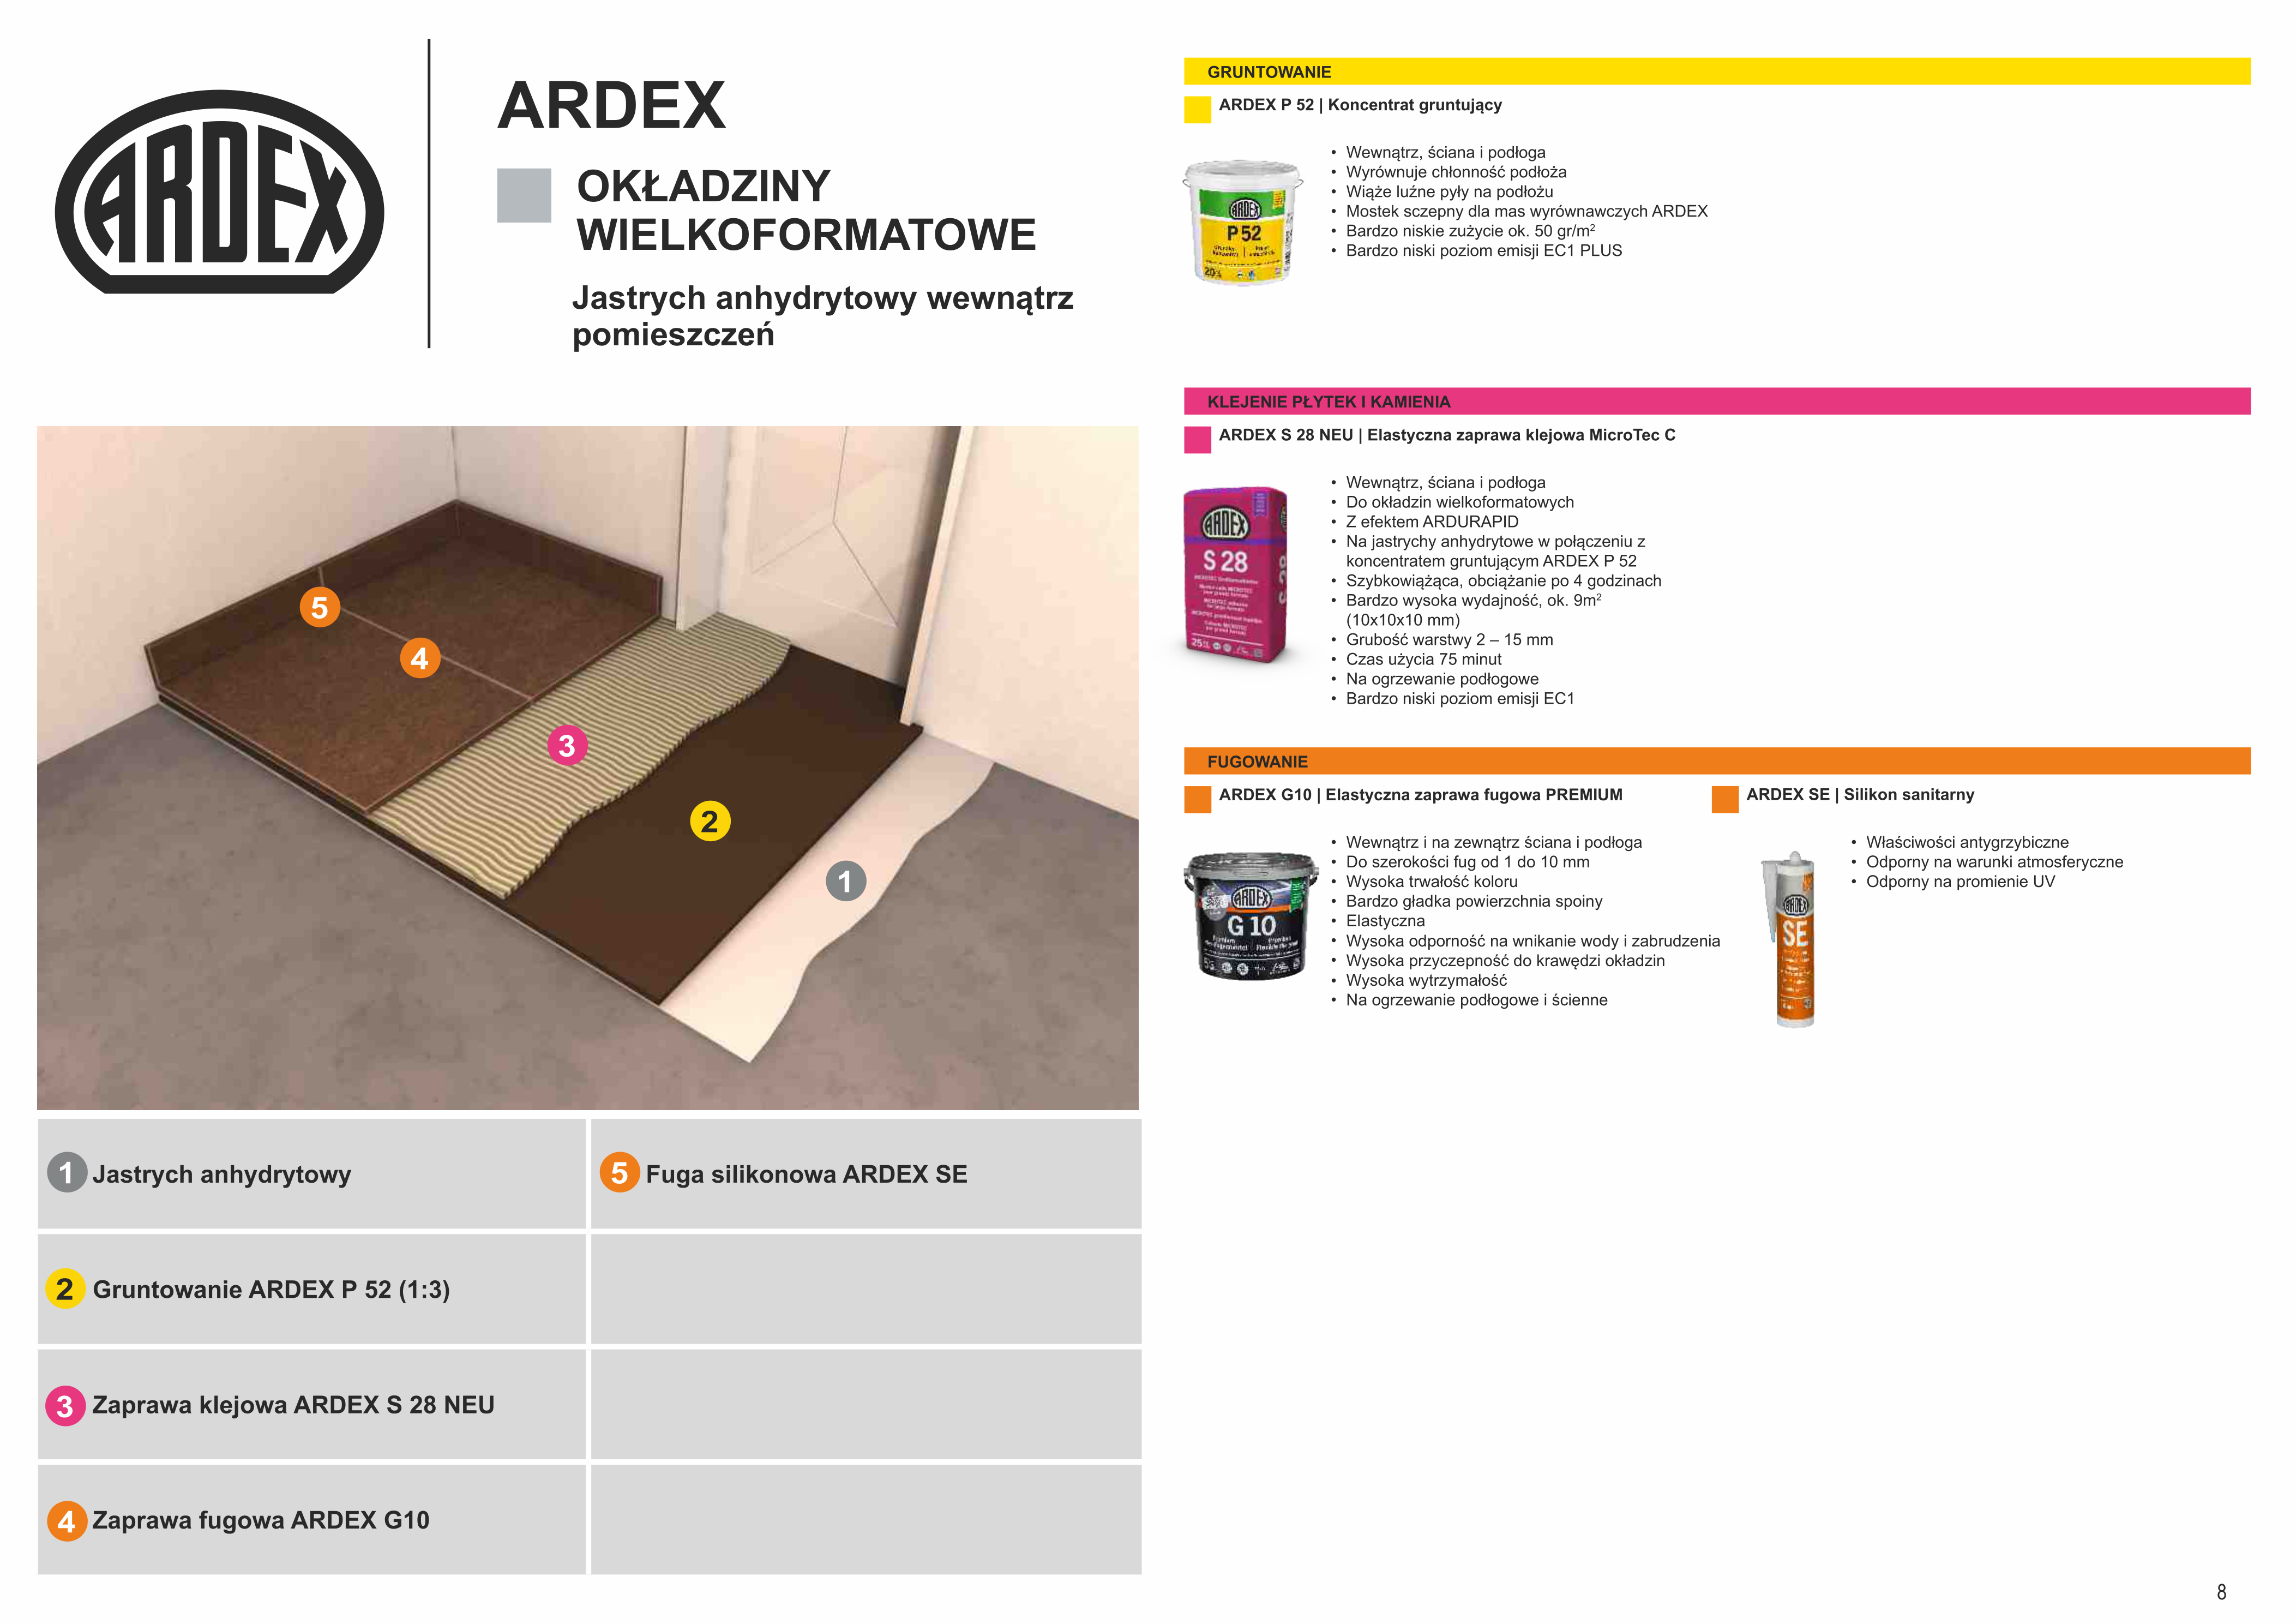 ARDEX
ARDEX
OKŁADZINY
WIELKOFORMATOWE
Jastrych anhydrytowy wewnątrz
pomieszczeń
5
4
3
2
1
1 Jastrych anhydrytowy
2 Gruntowanie ARDEX P 52 (1:3)
3 Zaprawa klejowa ARDEX S 28 NEU
4 Zaprawa fugowa ARDEX G10
5 Fuga silikonowa ARDEX SE
GRUNTOWANIE
ARDEX P 52 | Koncentrat gruntujący
ARDEX
P 52
20
• Wewnątrz, ściana i podłoga
• Wyrównuje chłonność podłoża
• Wiąże luźne pyły na podłożu
• Mostek sczepny dla mas wyrównawczych ARDEX
• Bardzo niskie zużycie ok. 50 gr/m²
• Bardzo niski poziom emisji EC1 PLUS
KLEJENIE PŁYTEK I KAMIENIA
ARDEX S 28 NEU | Elastyczna zaprawa klejowa MicroTec C
ARDEX
S 28
S 28
25
• Wewnątrz, ściana i podłoga
• Do okładzin wielkoformatowych
• Z efektem ARDURAPID
• Na jastrychy anhydrytowe w połączeniu z
koncentratem gruntującym ARDEX P 52
• Szybkowiążąca, obciążanie po 4 godzinach
• Bardzo wysoka wydajność, ok. 9m²
(10x10x10 mm)
• Grubość warstwy 2 – 15 mm
• Czas użycia 75 minut
• Na ogrzewanie podłogowe
• Bardzo niski poziom emisji EC1
FUGOWANIE
ARDEX G10 | Elastyczna zaprawa fugowa PREMIUM
ARDEX
G 10
• Wewnątrz i na zewnątrz ściana i podłoga
• Do szerokości fug od 1 do 10 mm
• Wysoka trwałość koloru
• Bardzo gładka powierzchnia spoiny
• Elastyczna
• Wysoka odporność na wnikanie wody i zabrudzenia
• Wysoka przyczepność do krawędzi okładzin
• Wysoka wytrzymałość
• Na ogrzewanie podłogowe i ścienne
ARDEX SE | Silikon sanitarny
ARDEX
SE
• Właściwości antygrzybiczne
• Odporny na warunki atmosferyczne
• Odporny na promienie UV
8